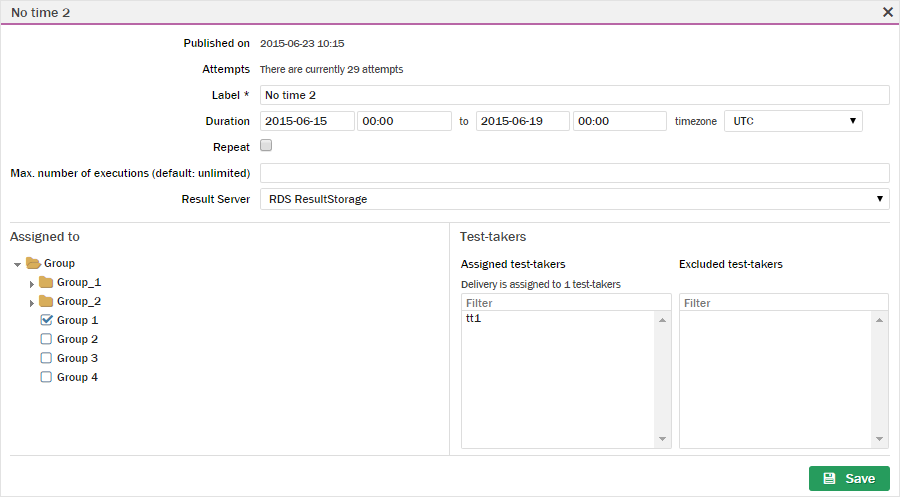 No time 2
Published on 2015-06-23 10:15
Attempts There are currently 29 attempts
Label * No time 2
Duration 2015-06-15 00:00 to 2015-06-19 00:00 timezone UTC
Repeat
Max. number of executions (default: unlimited)
Result Server RDS ResultStorage
Assigned to
Group
Group_1
Group_2
Group 1
Group 2
Group 3
Group 4
Test-takers
Assigned test-takers Excluded test-takers
Delivery is assigned to 1 test-takers
Filter Filter
tt1
Save